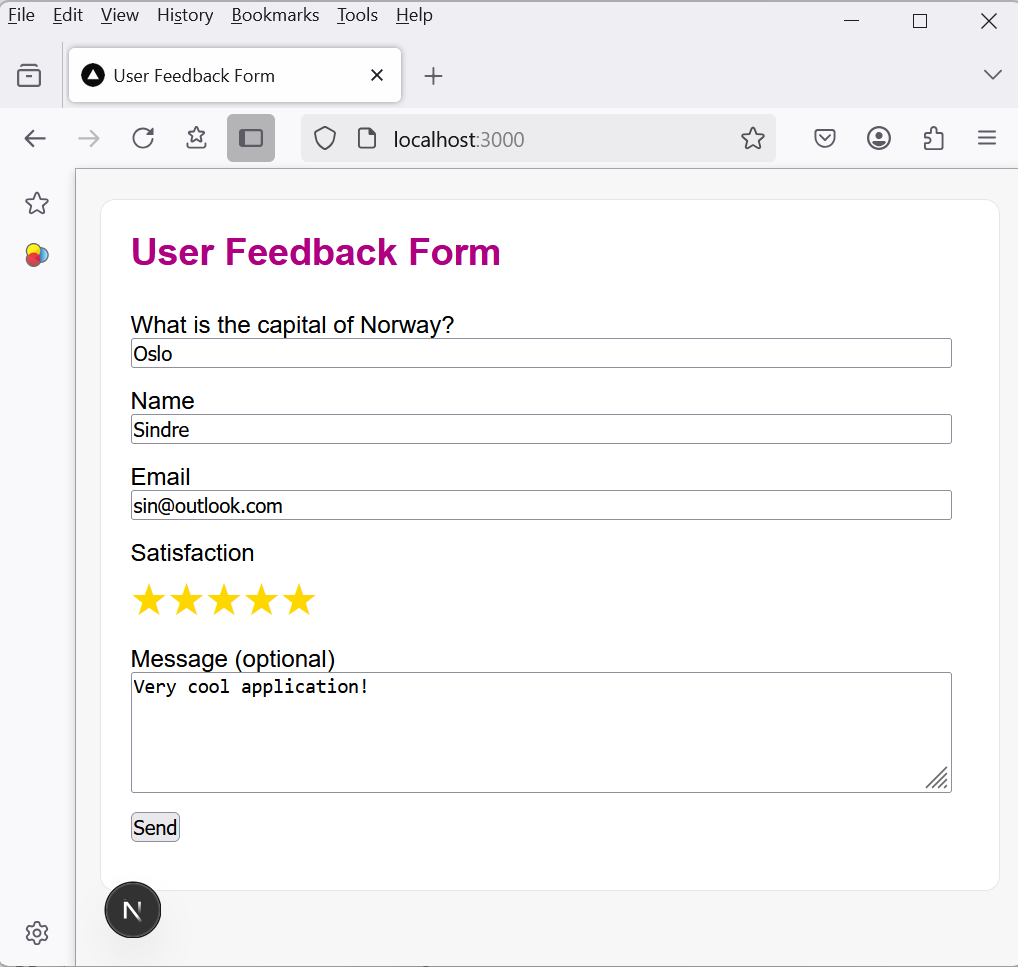 File Edit View History Bookmarks Tools Help
User Feedback Form
localhost:3000
User Feedback Form
What is the capital of Norway?
Oslo
Name
Sindre
Email
sin@outlook.com
Satisfaction
Message (optional)
Very cool application!
Send
N